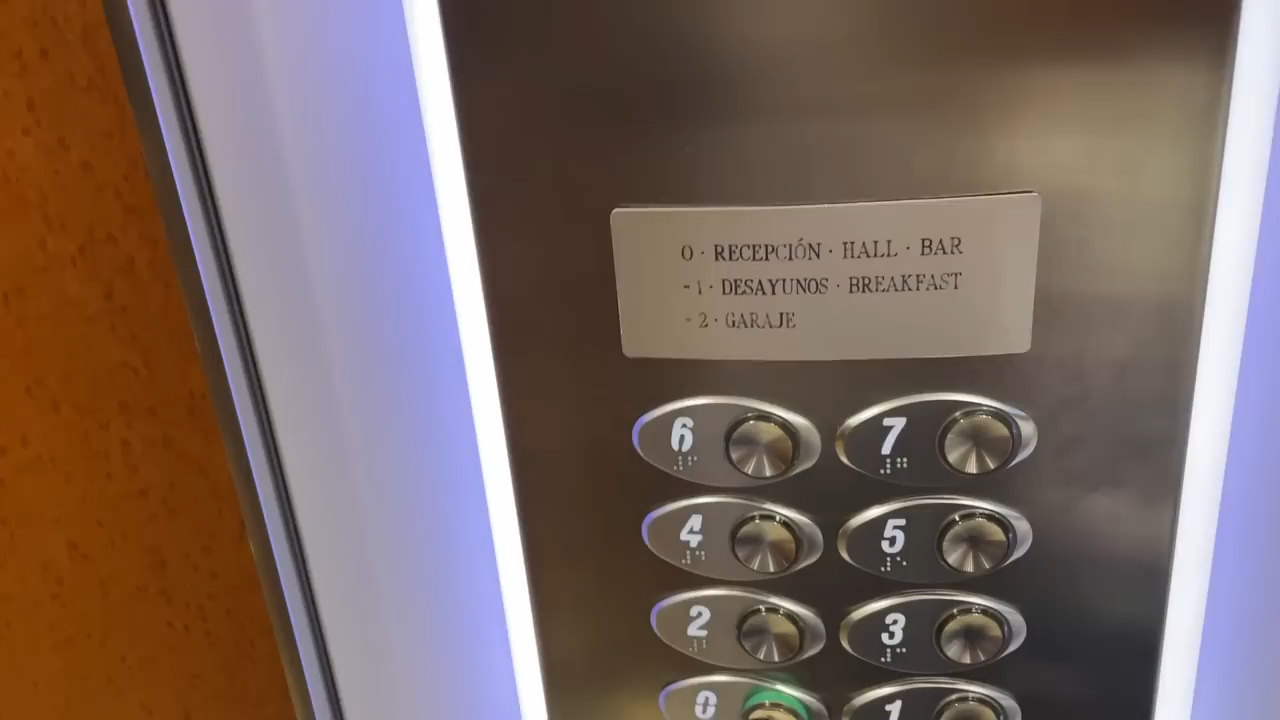 0 · RECEPCIÓN · HALL · BAR
-1 · DESAYUNOS · BREAKFAST
-2 · GARAJE
6 7
4 5
2 3
0 1